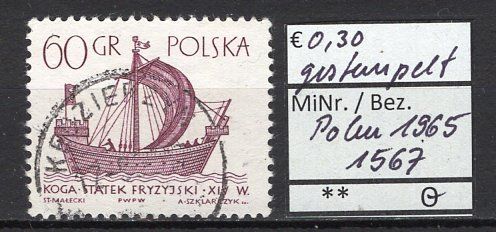 60 GR POLSKA
KOGA-STATEK FRYZYJSKI·XIV W.
ST·MAŁECKI PWPW A·SZKLARCZYK
€ 0,30
gestempelt
MiNr. / Bez.
Polen 1965
1567
**